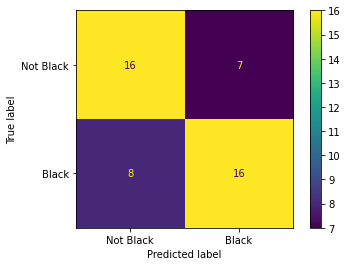 16
15
Not Black 16 7 14
13
12
True label
11
10
Black 8 16 9
8
7
Not Black Black
Predicted label